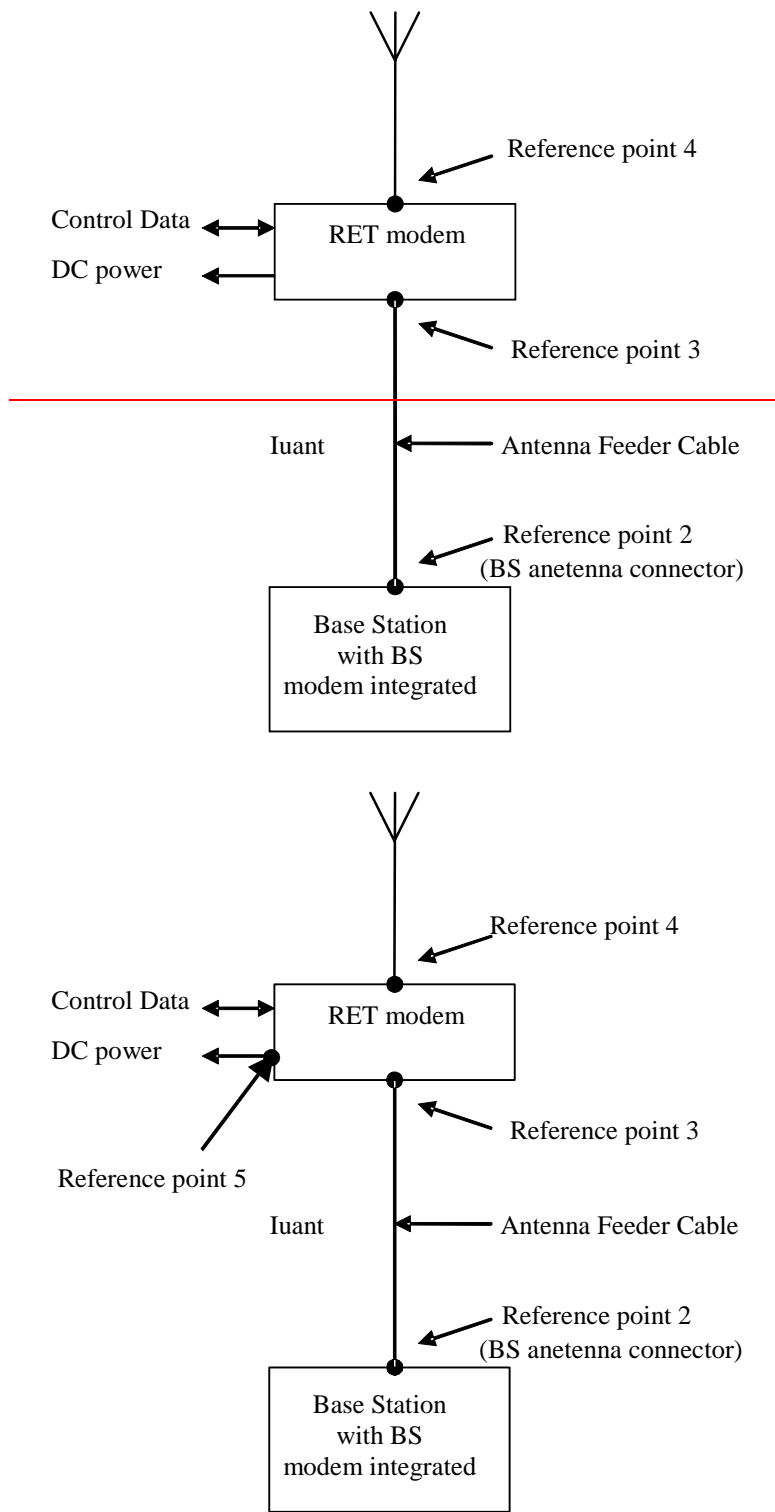 Reference point 4
Control Data
RET modem
DC power
Reference point 3
Iuant
Antenna Feeder Cable
Reference point 2
(BS anetenna connector)
Base Station
with BS
modem integrated
Reference point 4
Control Data
RET modem
DC power
Reference point 3
Reference point 5
Iuant
Antenna Feeder Cable
Reference point 2
(BS anetenna connector)
Base Station
with BS
modem integrated